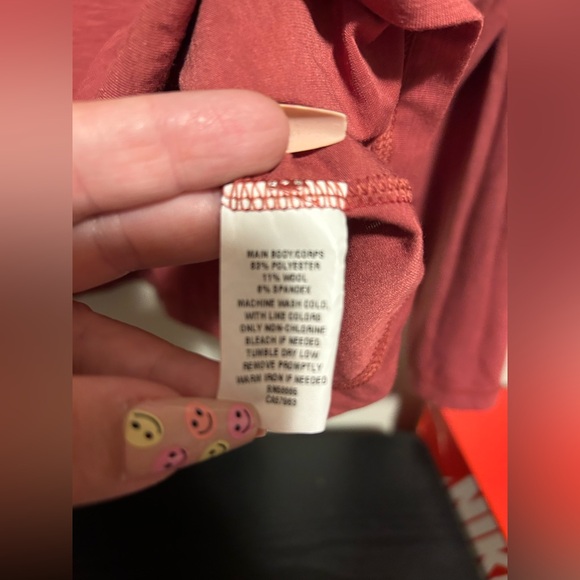 MAIN BODY/CORPS
83% POLYESTER
11% WOOL
6% SPANDEX
MACHINE WASH COLD,
WITH LIKE COLORS
ONLY NON-CHLORINE
BLEACH IF NEEDED
TUMBLE DRY LOW
REMOVE PROMPTLY
WARM IRON IF NEEDED
NIK